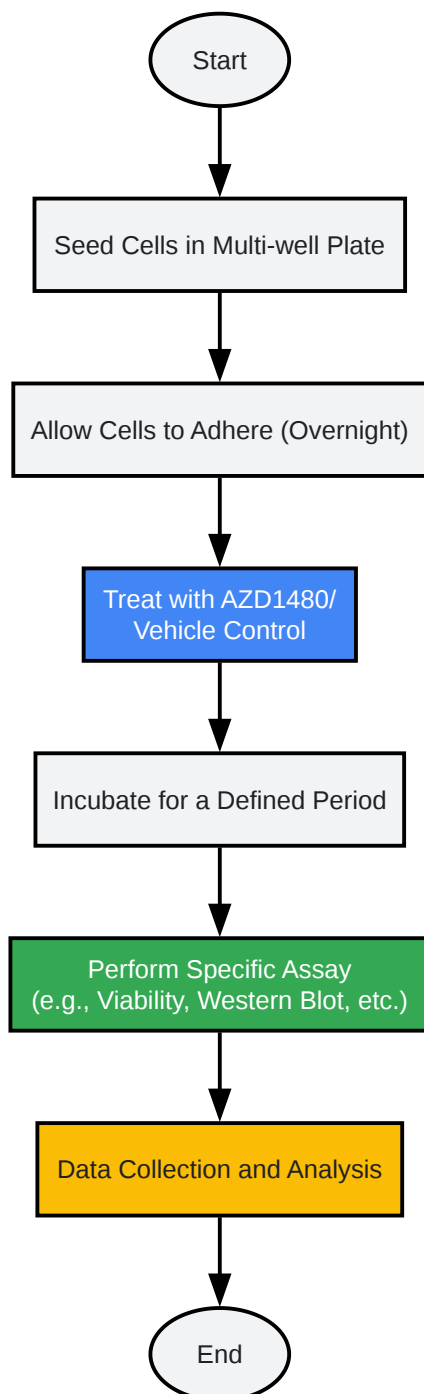 Start
Seed Cells in Multi-well Plate
Allow Cells to Adhere (Overnight)
Treat with AZD1480/
Vehicle Control
Incubate for a Defined Period
Perform Specific Assay
(e.g., Viability, Western Blot, etc.)
Data Collection and Analysis
End